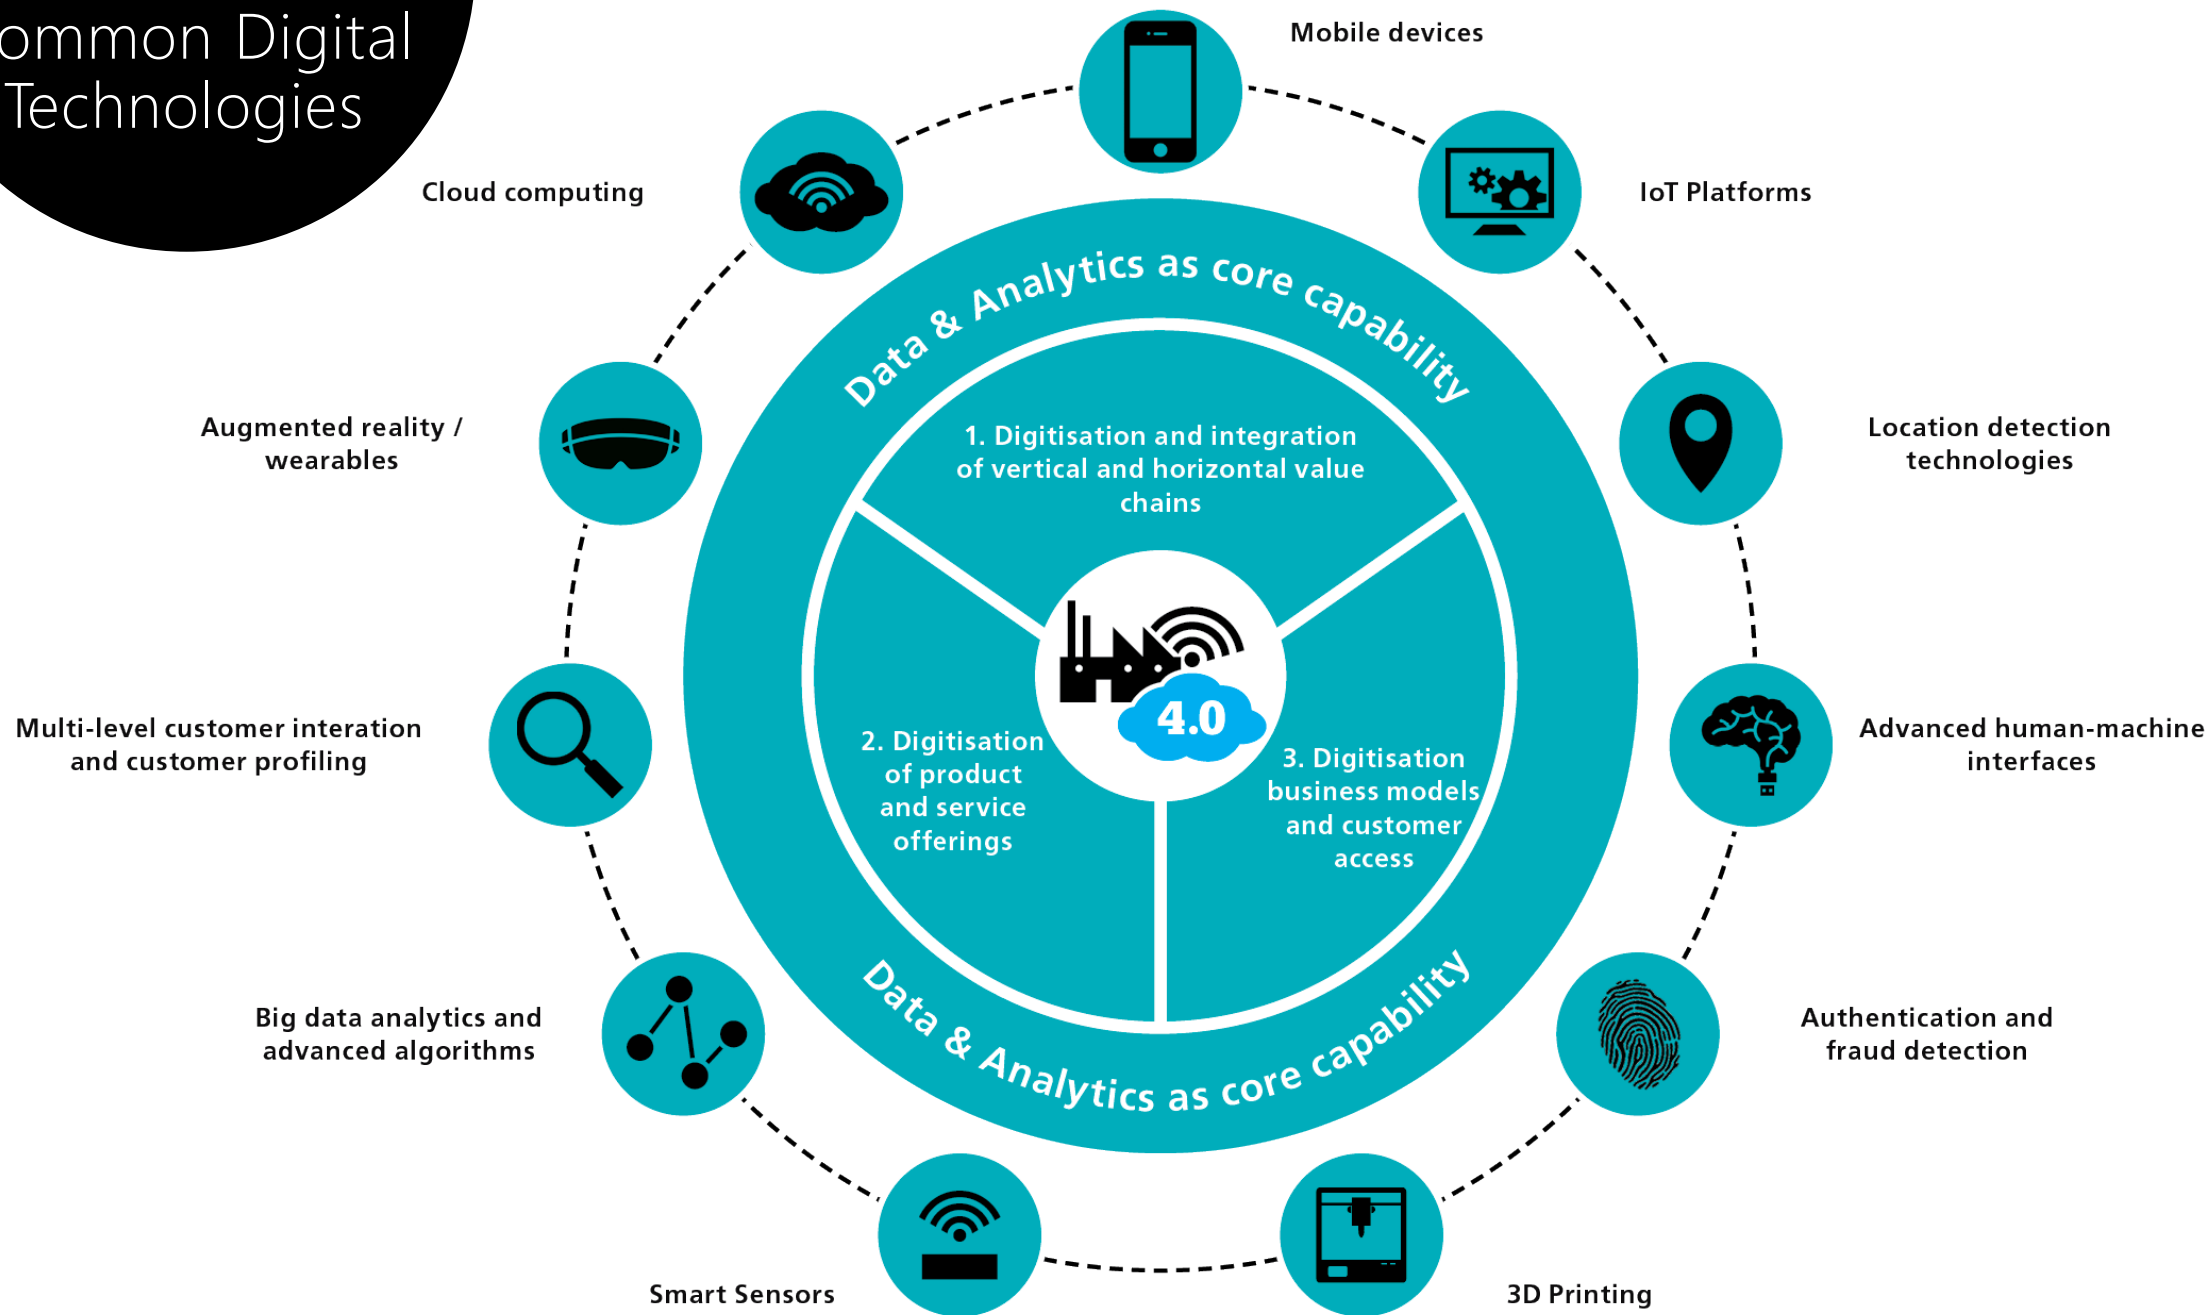 ommon Digital
Technologies
Mobile devices
Cloud computing
IoT Platforms
Data & Analytics as core capability
Augmented reality /
wearables
Location detection
technologies
1. Digitisation and integration
of vertical and horizontal value
chains
4.0
2. Digitisation
of product
and service
offerings
3. Digitisation
business models
and customer
access
Multi-level customer interation
and customer profiling
Advanced human-machine
interfaces
Big data analytics and
advanced algorithms
Authentication and
fraud detection
Data & Analytics as core capability
Smart Sensors
3D Printing